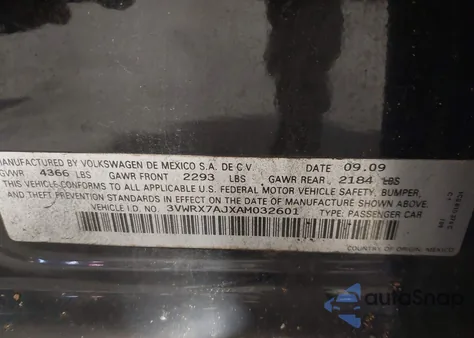 MANUFACTURED BY VOLKSWAGEN DE MEXICO S.A. DE C.V. DATE 09.09
GVWR 4366 LBS GAWR FRONT 2293 LBS GAWR REAR 2184 LBS
THIS VEHICLE CONFORMS TO ALL APPLICABLE U.S. FEDERAL MOTOR VEHICLE SAFETY, BUMPER,
AND THEFT PREVENTION STANDARDS IN EFFECT ON THE DATE OF MANUFACTURE SHOWN ABOVE.
VEHICLE I.D. NO.: 3VWRX7AJXAM032601 TYPE: PASSENGER CAR
COUNTRY OF ORIGIN: MEXICO
autoSnap